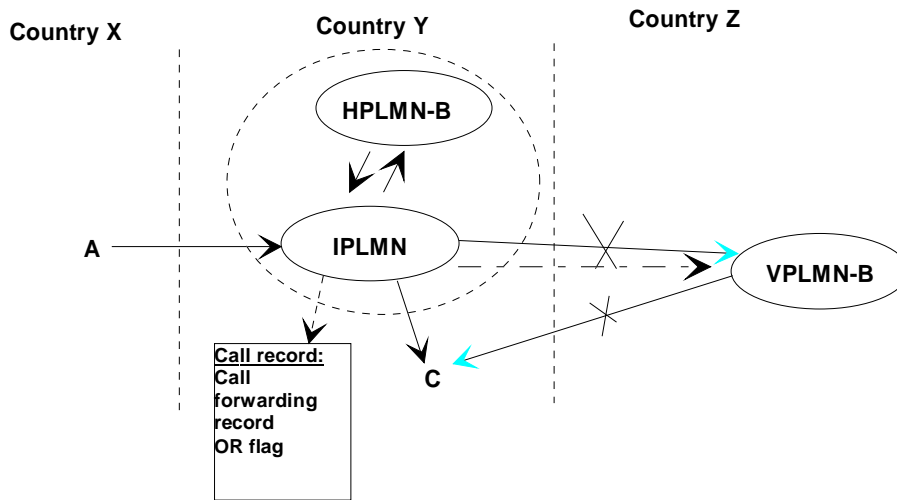 Country X
Country Y
Country Z
HPLMN-B
A
IPLMN
VPLMN-B
Call record:
Call
forwarding
record
OR flag
C